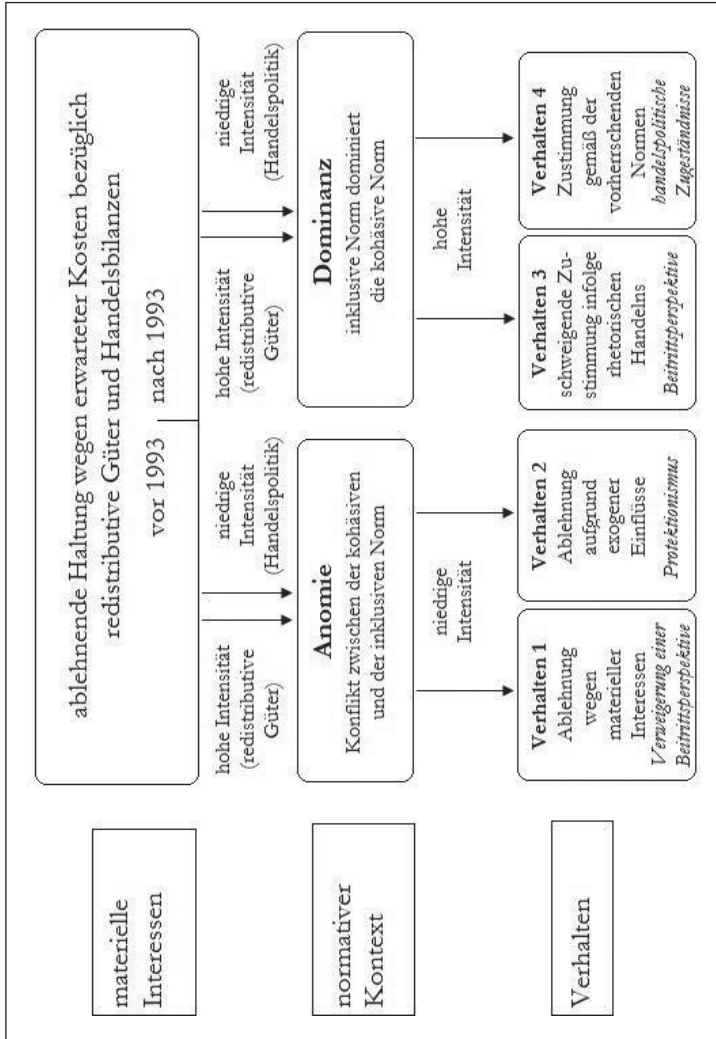 materielle
Interessen
ablehnende Haltung wegen erwarteter Kosten bezüglich
redistributive Güter und Handelsbilanzen
vor 1993
nach 1993
hohe Intensität
(redistributive
Güter)
niedrige
Intensität
(Handelspolitik)
hohe Intensität
(redistributive
Güter)
niedrige
Intensität
(Handelspolitik)
normativer
Kontext
Anomie
Konflikt zwischen der kohäsiven
und der inklusiven Norm
Dominanz
inklusive Norm dominiert
die kohäsive Norm
niedrige
Intensität
hohe
Intensität
Verhalten
Verhalten 1
Ablehnung
wegen
materieller
Interessen
Verweigerung einer
Beitrittsperspektive
Verhalten 2
Ablehnung
aufgrund
exogener
Einflüsse
Protektionismus
Verhalten 3
schweigende Zu-
stimmung infolge
rhetorischen
Handelns
Beitrittsperspektive
Verhalten 4
Zustimmung
gemäß der
vorherrschenden
Normen
handelspolitische
Zugeständnisse